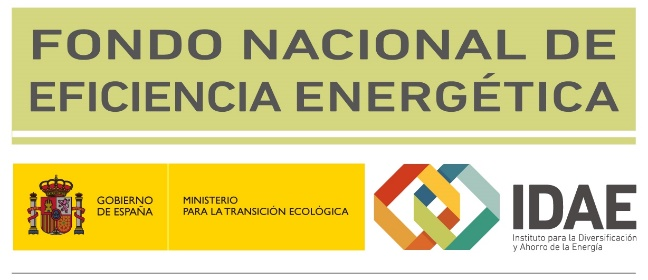 FONDO NACIONAL DE
EFICIENCIA ENERGÉTICA
GOBIERNO
DE ESPAÑA
MINISTERIO
PARA LA TRANSICIÓN ECOLÓGICA
IDAE
Instituto para la Diversificación
y Ahorro de la Energía